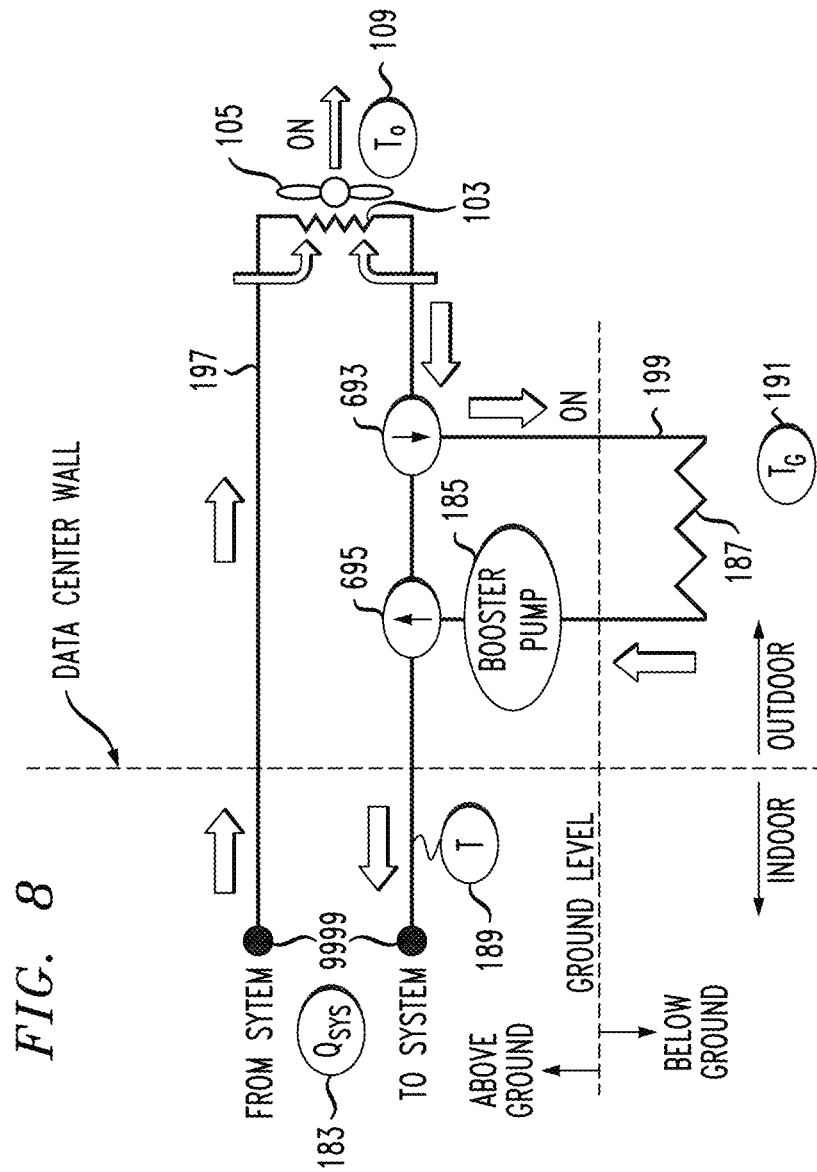 FIG. 8
DATA CENTER WALL
FROM SYTEM
183
QSYS
9999
TO SYSTEM
T
189
197
105
ON
103
TO
109
693
695
185
BOOSTER
PUMP
ON
199
187
TG
191
GROUND LEVEL
ABOVE
GROUND
BELOW
GROUND
INDOOR
OUTDOOR